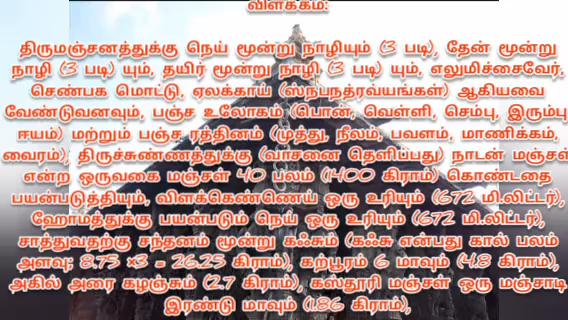 விளக்கம்:
திருமஞ்சனத்துக்கு நெய் மூன்று நாழியும் (3 படி), தேன் மூன்று
நாழி (3 படி) யும், தயிர் மூன்று நாழி (3 படி) யும், எலுமிச்சைவேர்,
செண்பக மொட்டு, ஏலக்காய் (ஸ்நபநத்ரவ்யங்கள்) ஆகியவை
வேண்டுவனவும், பஞ்ச உலோகம் (பொன், வெள்ளி, செம்பு, இரும்பு
ஈயம்) மற்றும் பஞ்ச ரத்தினம் (முத்து, நீலம், பவளம், மாணிக்கம்,
வைரம்), திருச்சுண்ணத்துக்கு (வாசனை தெளிப்பது) நாடன் மஞ்சள்
என்ற ஒருவகை மஞ்சள் 40 பலம் (1400 கிராம்) கொண்டதை
பயன்படுத்தியும், விளக்கெண்ணெய் ஒரு உரியும் (672 மி.லிட்டர்),
ஹோமத்துக்கு பயன்படும் நெய் ஒரு உரியும் (672 மி.லிட்டர்),
சாத்துவதற்கு சந்தனம் மூன்று கஃசும் (கஃசு என்பது கால் பலம்
அளவு; 8.75 x3 = 26.25 கிராம்), கற்பூரம் 6 மாவும் (4.8 கிராம்),
அகில் அரை கழஞ்சும் (2.7 கிராம்), கஸ்தூரி மஞ்சள் ஒரு மஞ்சாடி
இரண்டு மாவும் (1.86 கிராம்),